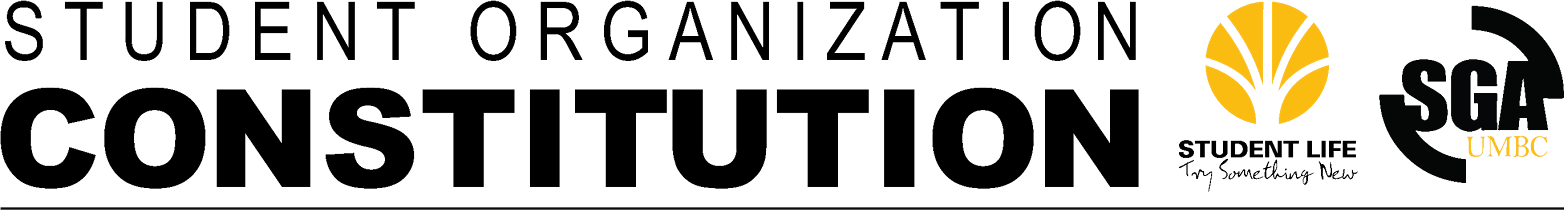 STUDENT ORGANIZATION
CONSTITUTION
STUDENT LIFE
Try Something New
SGA
UMBC